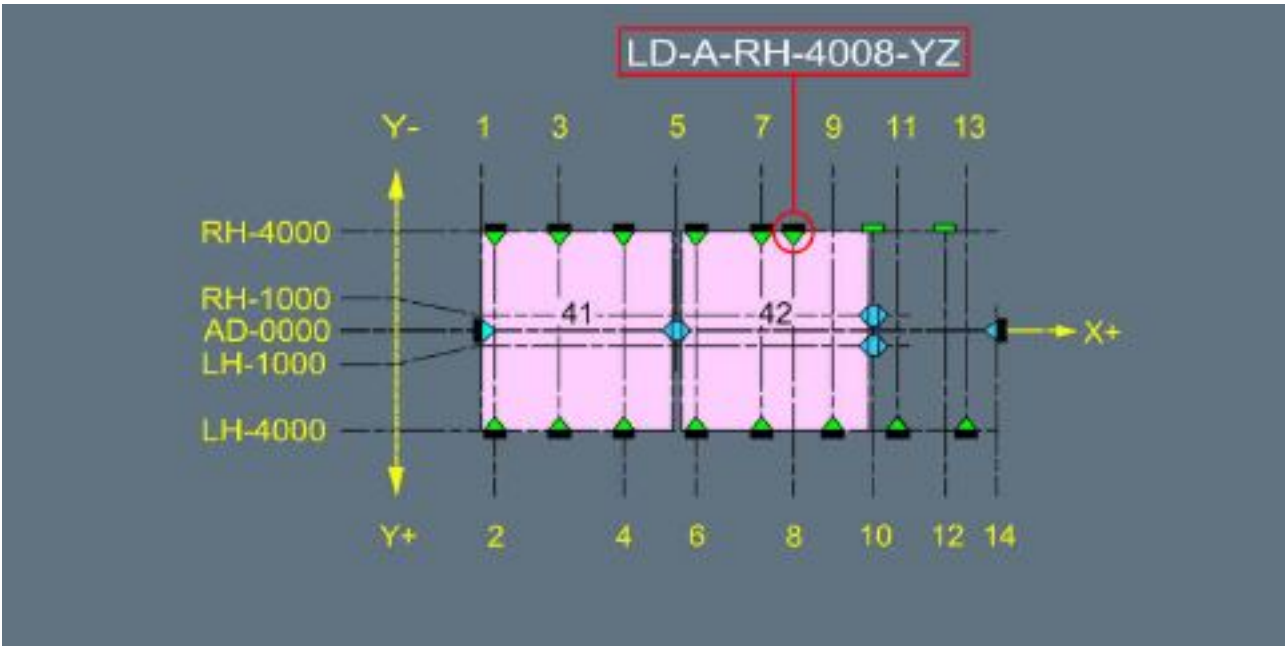 LD-A-RH-4008-YZ
Y- 1 3 5 7 9 11 13
RH-4000
RH-1000
41 42
AD-0000
X+
LH-1000
LH-4000
Y+ 2 4 6 8 10 12 14